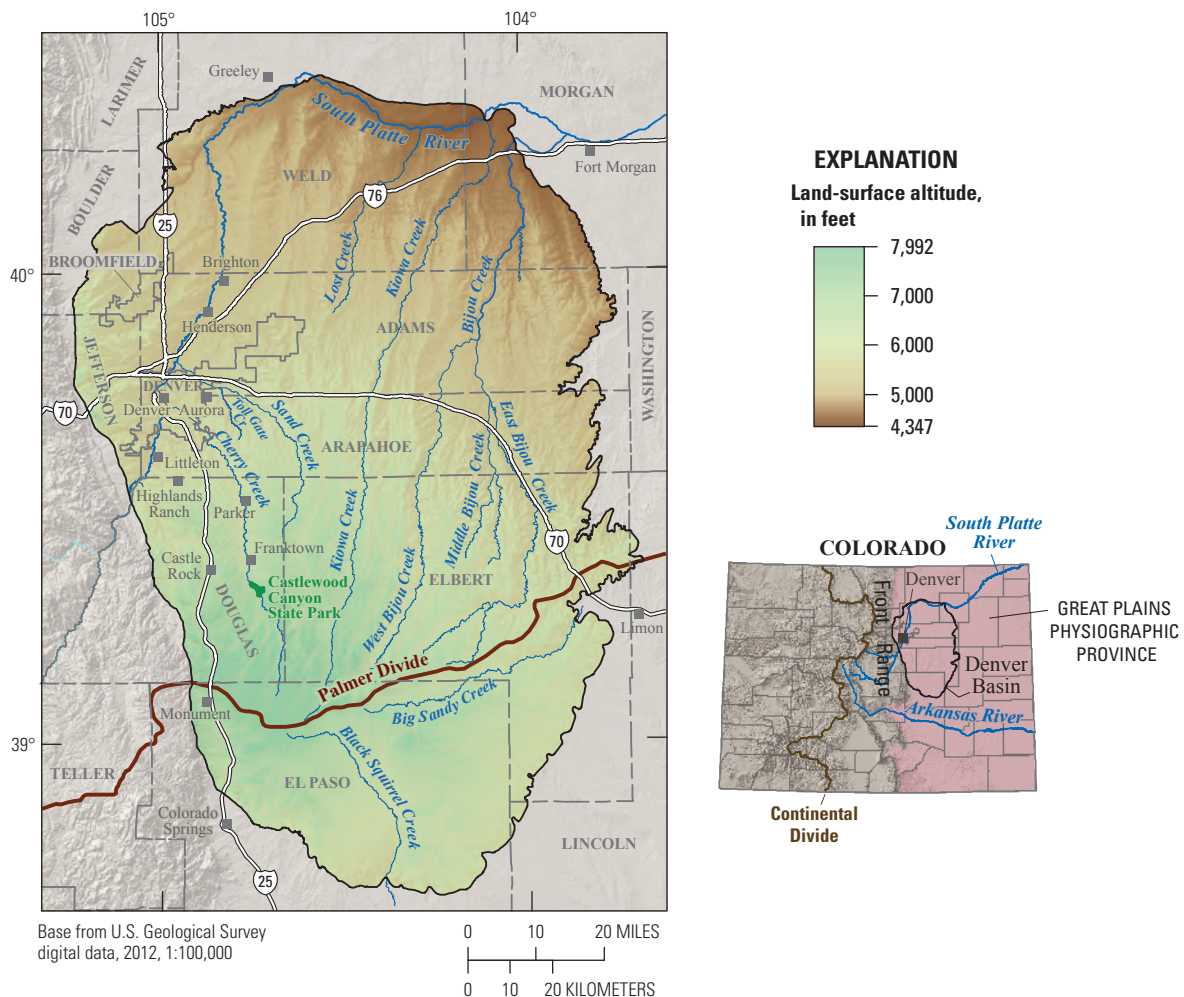 105°
104°
Greeley
LARIMER
MORGAN
South Platte River
Fort Morgan
WELD
76
BOULDER
25
BROOMFIELD
Brighton
40°
Lost Creek
Kiowa Creek
Bijou Creek
Henderson
ADAMS
WASHINGTON
JEFFERSON
DENVER
70
Denver
Aurora
Toll Gate
Cr
Sand Creek
East Bijou Creek
Cherry Creek
ARAPAHOE
Littleton
Highlands
Ranch
Parker
Kiowa Creek
Middle Bijou Creek
70
Franktown
Castle
Rock
Castlewood
Canyon
State Park
ELBERT
DOUGLAS
West Bijou Creek
Limon
Palmer Divide
Monument
Big Sandy Creek
39°
TELLER
Black Squirrel Creek
EL PASO
Colorado
Springs
LINCOLN
25
Base from U.S. Geological Survey
digital data, 2012, 1:100,000
0 10 20 MILES
0 10 20 KILOMETERS
EXPLANATION
Land-surface altitude,
in feet
7,992
7,000
6,000
5,000
4,347
South Platte
River
COLORADO
Denver
Front Range
GREAT PLAINS
PHYSIOGRAPHIC
PROVINCE
Denver
Basin
Arkansas River
Continental
Divide